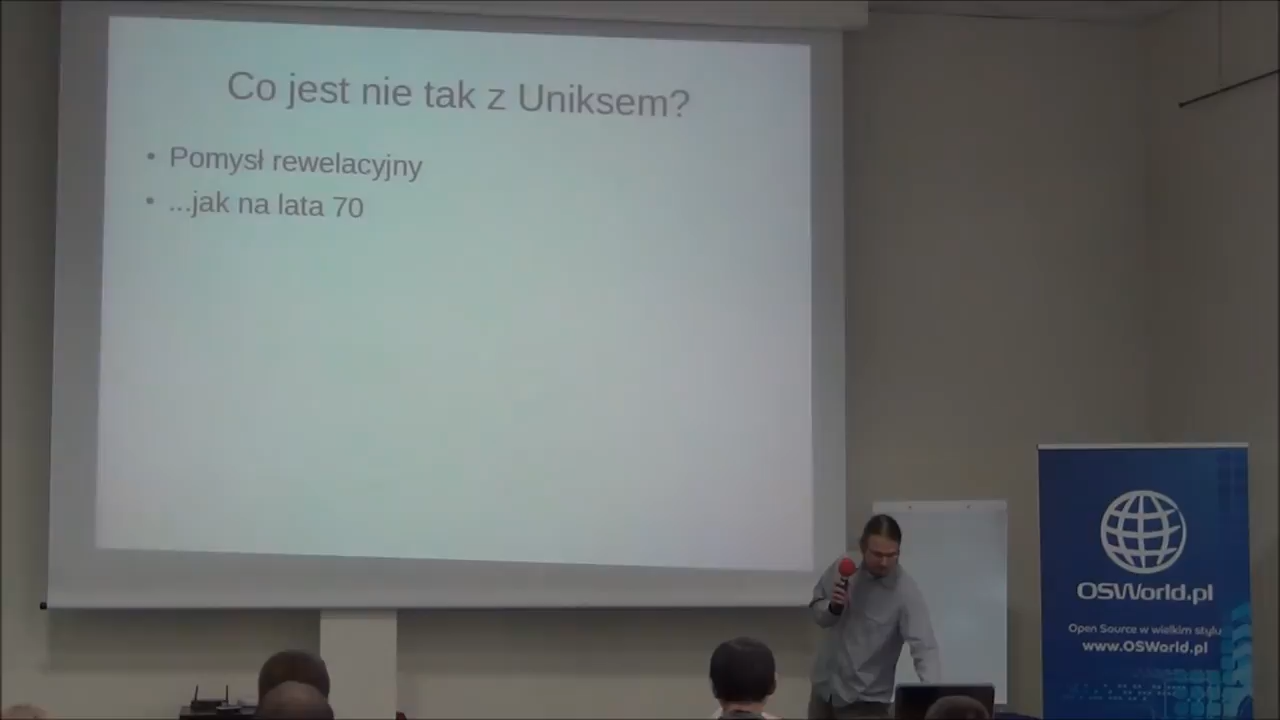 Co jest nie tak z Uniksem?
• Pomysł rewelacyjny
• ...jak na lata 70
OSWorld.pl
Open Source w wielkim stylu
www.OSWorld.pl